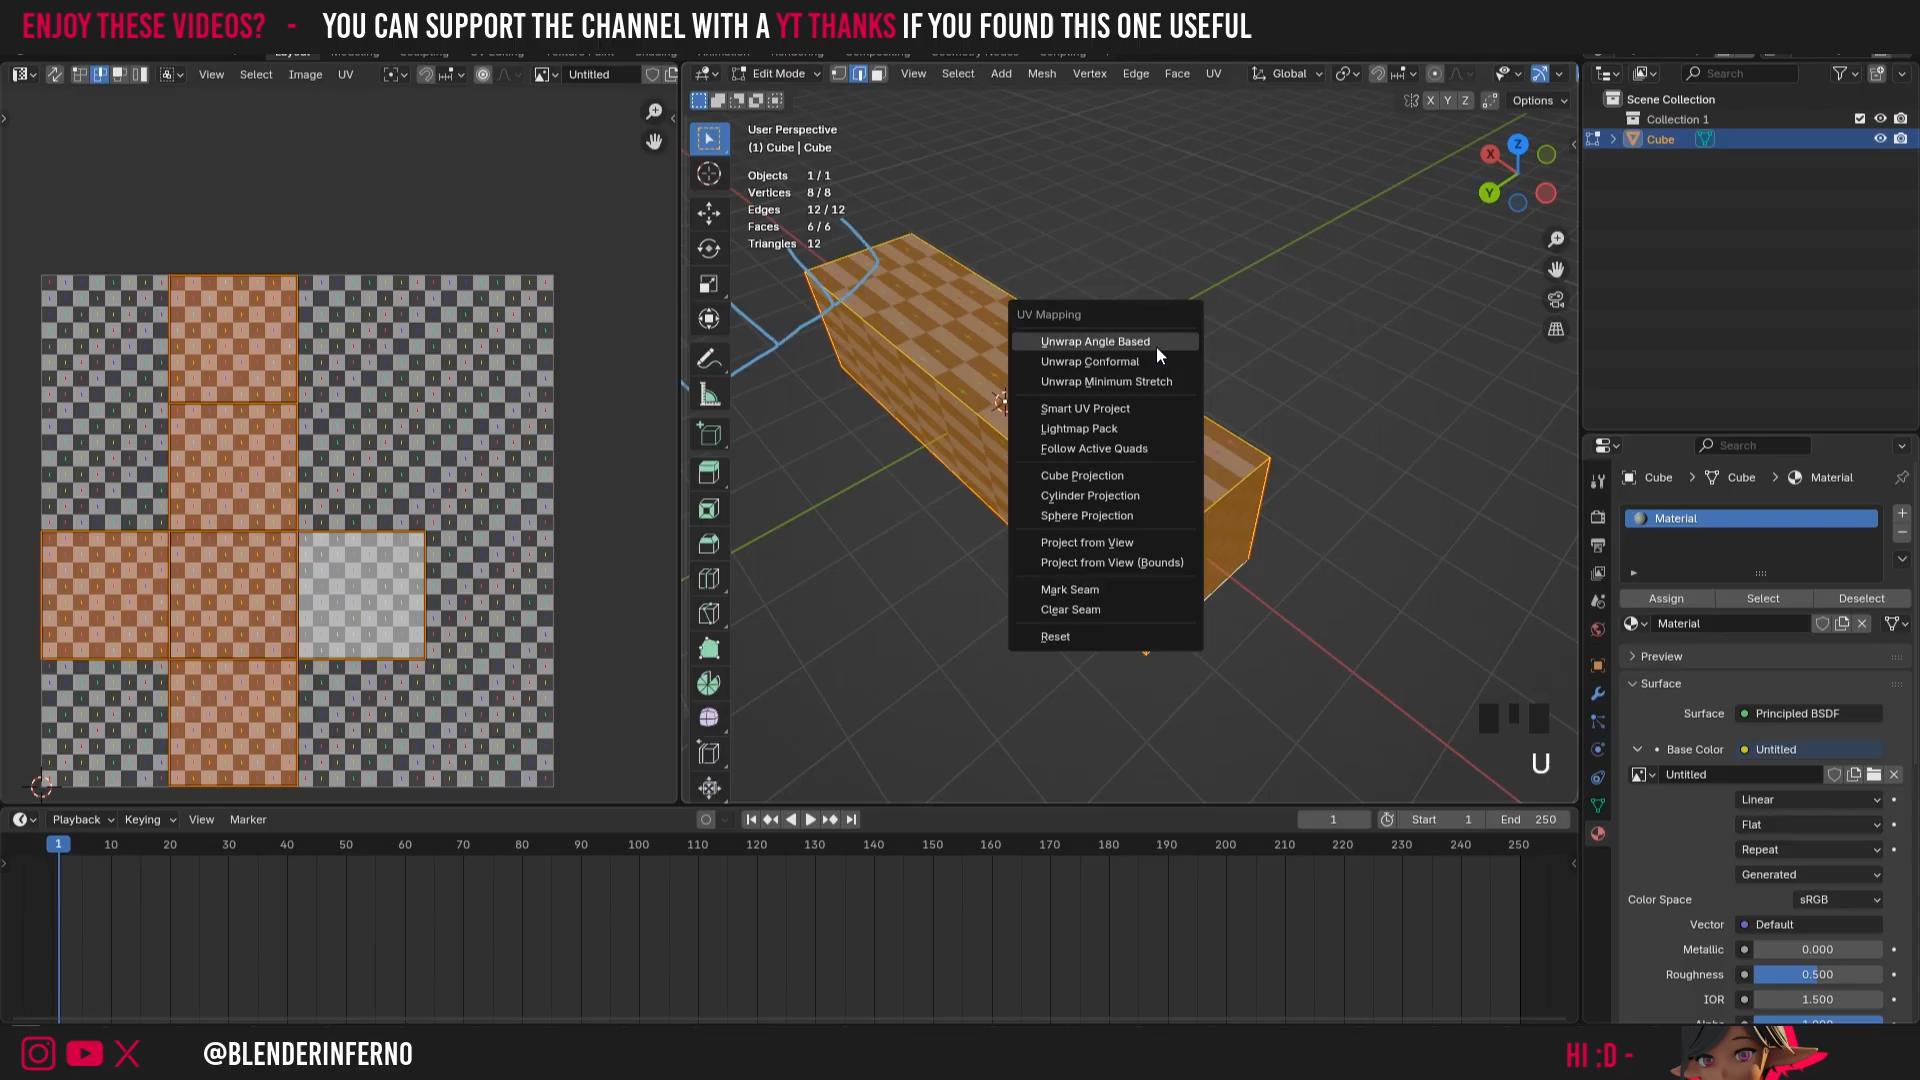 ENJOY THESE VIDEOS? - YOU CAN SUPPORT THE CHANNEL WITH A YT THANKS IF YOU FOUND THIS ONE USEFUL
View Select Image UV Untitled
Edit Mode View Select Add Mesh Vertex Edge Face UV Global
X Y Z Options
User Perspective
(1) Cube | Cube
Objects 1 / 1
Vertices 8 / 8
Edges 12 / 12
Faces 6 / 6
Triangles 12
Z
X
Y
UV Mapping
Unwrap Angle Based
Unwrap Conformal
Unwrap Minimum Stretch
Smart UV Project
Lightmap Pack
Follow Active Quads
Cube Projection
Cylinder Projection
Sphere Projection
Project from View
Project from View (Bounds)
Mark Seam
Clear Seam
Reset
U
Search
Scene Collection
Collection 1
Cube
Search
Cube Cube Material
Material
Assign Select Deselect
Material
Preview
Surface
Surface Principled BSDF
Base Color Untitled
Untitled
Linear
Flat
Repeat
Generated
Color Space sRGB
Vector Default
Metallic 0.000
Roughness 0.500
IOR 1.500
Playback Keying View Marker 1 Start 1 End 250
1 10 20 30 40 50 60 70 80 90 100 110 120 130 140 150 160 170 180 190 200 210 220 230 240 250
@BLENDERINFERNO
HI :D -